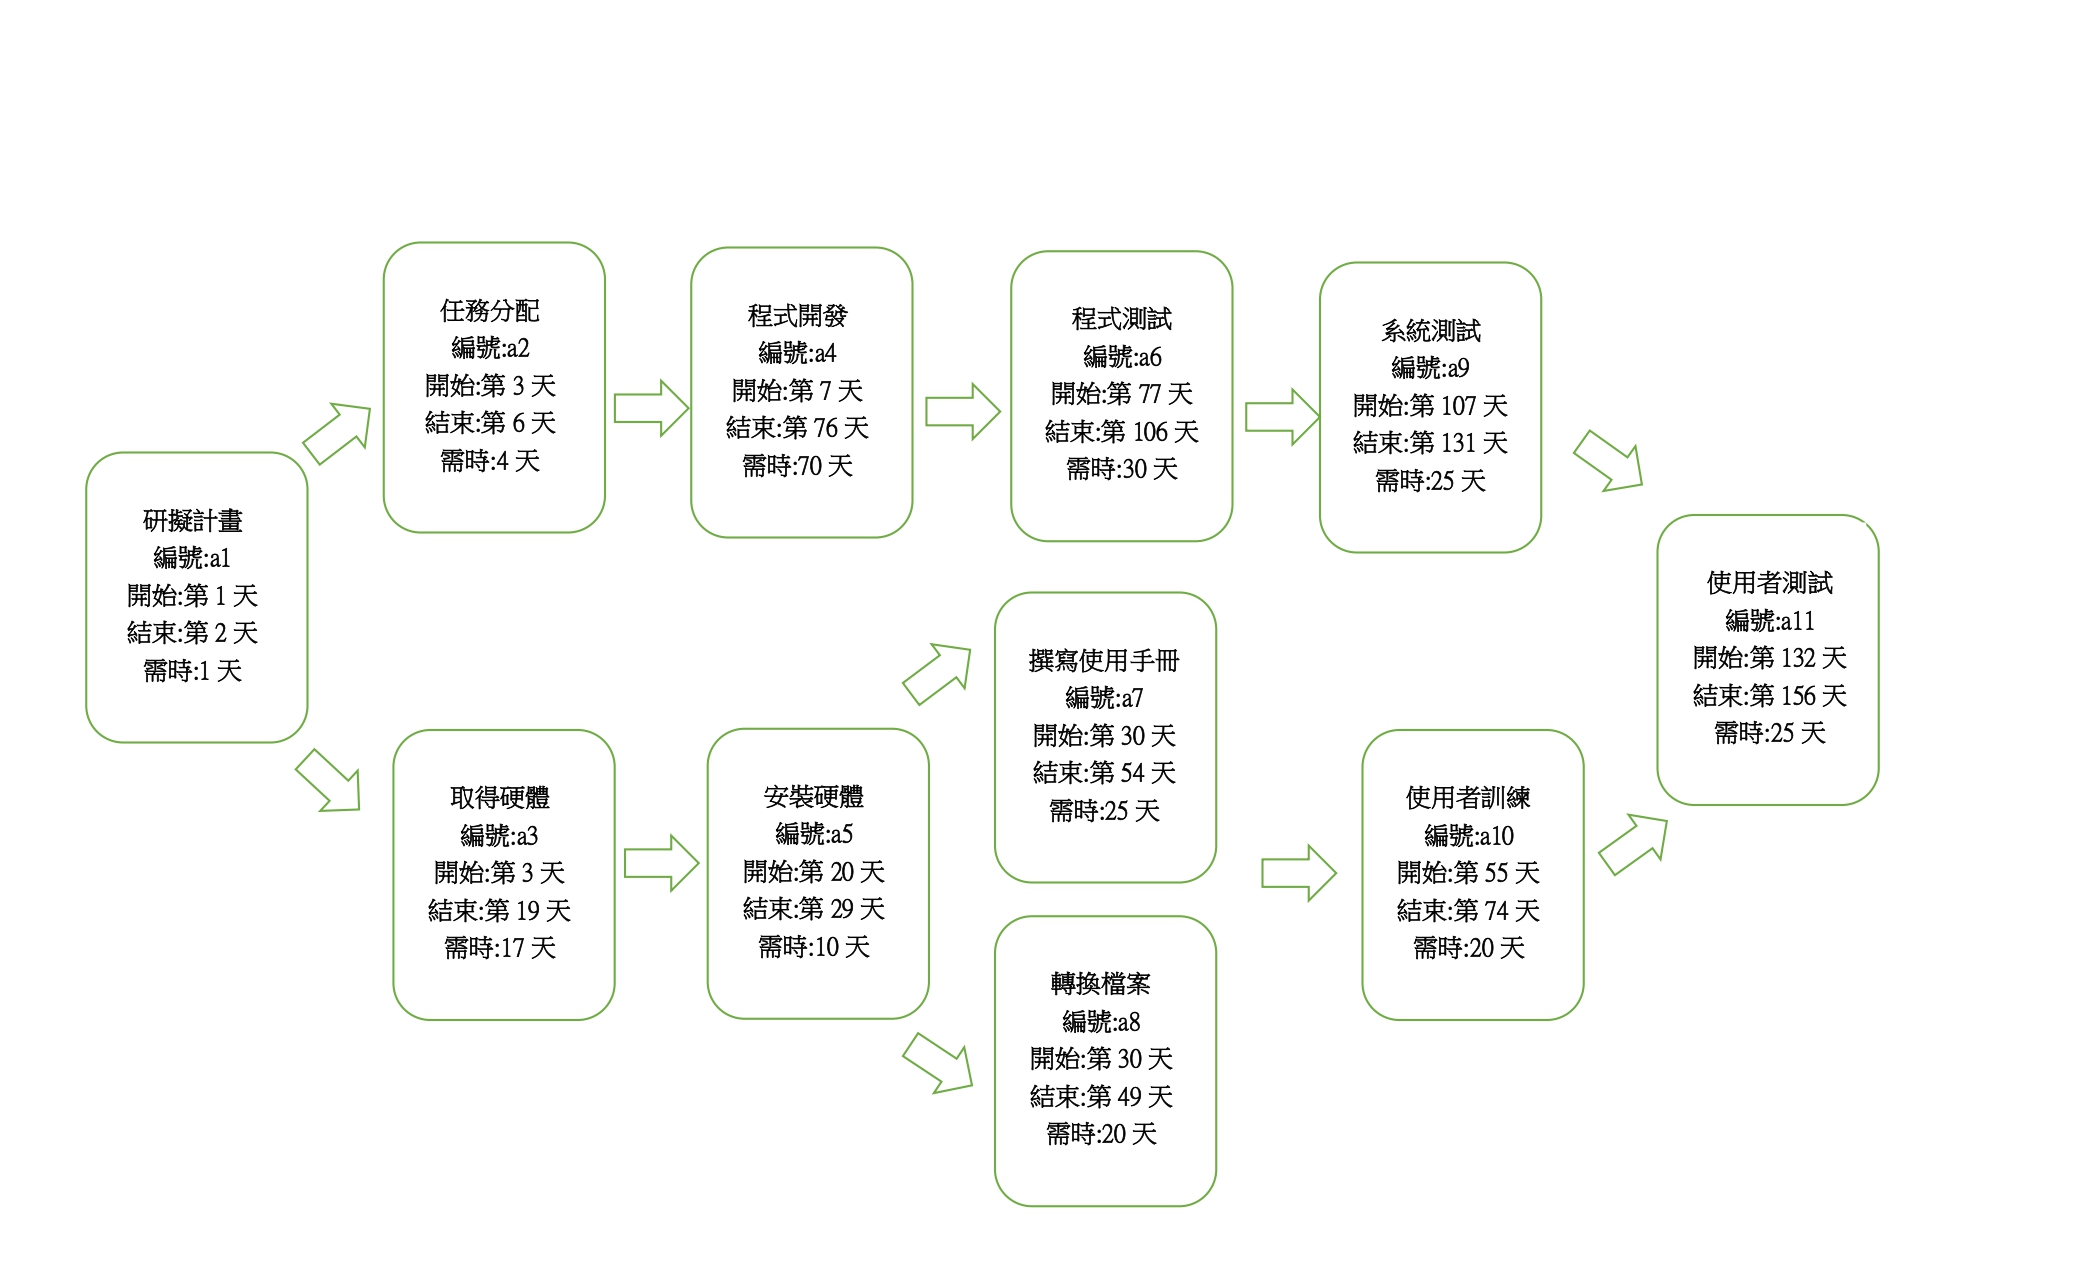 研擬計畫
編號:a1
開始:第 1 天
結束:第 2 天
需時:1 天
任務分配
編號:a2
開始:第 3 天
結束:第 6 天
需時:4 天
程式開發
編號:a4
開始:第 7 天
結束:第 76 天
需時:70 天
程式測試
編號:a6
開始:第 77 天
結束:第 106 天
需時:30 天
系統測試
編號:a9
開始:第 107 天
結束:第 131 天
需時:25 天
取得硬體
編號:a3
開始:第 3 天
結束:第 19 天
需時:17 天
安裝硬體
編號:a5
開始:第 20 天
結束:第 29 天
需時:10 天
撰寫使用手冊
編號:a7
開始:第 30 天
結束:第 54 天
需時:25 天
轉換檔案
編號:a8
開始:第 30 天
結束:第 49 天
需時:20 天
使用者訓練
編號:a10
開始:第 55 天
結束:第 74 天
需時:20 天
使用者測試
編號:a11
開始:第 132 天
結束:第 156 天
需時:25 天